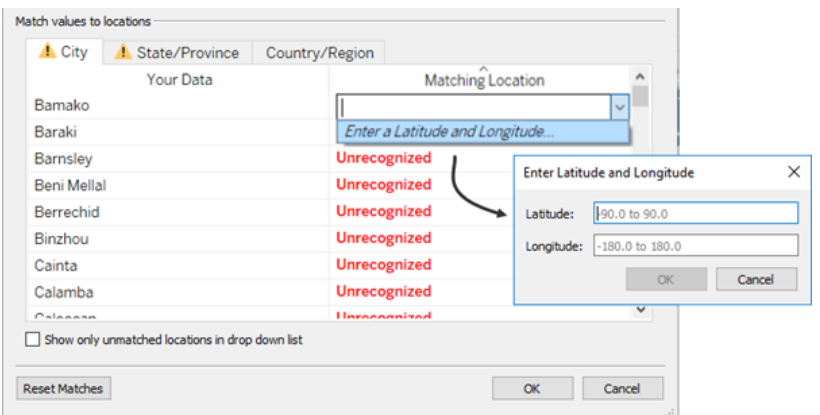 Match values to locations
City State/Province Country/Region
Your Data Matching Location
Bamako
Baraki Enter a Latitude and Longitude...
Barnsley Unrecognized
Beni Mellal Unrecognized
Berrechid Unrecognized
Binzhou Unrecognized
Cainta Unrecognized
Calamba Unrecognized
Caloocan Unrecognized
Show only unmatched locations in drop down list
Reset Matches OK Cancel
Enter Latitude and Longitude
Latitude: -90.0 to 90.0
Longitude: -180.0 to 180.0
OK Cancel